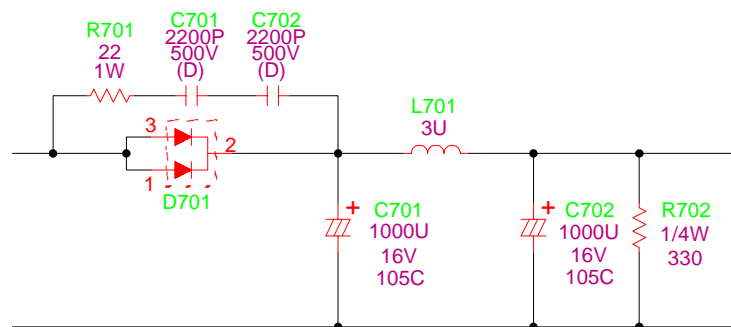 R701
22
1W
C701
2200P
500V
(D)
C702
2200P
500V
(D)
L701
3U
3
2
1
D701
+
C701
1000U
16V
105C
+
C702
1000U
16V
105C
R702
1/4W
330